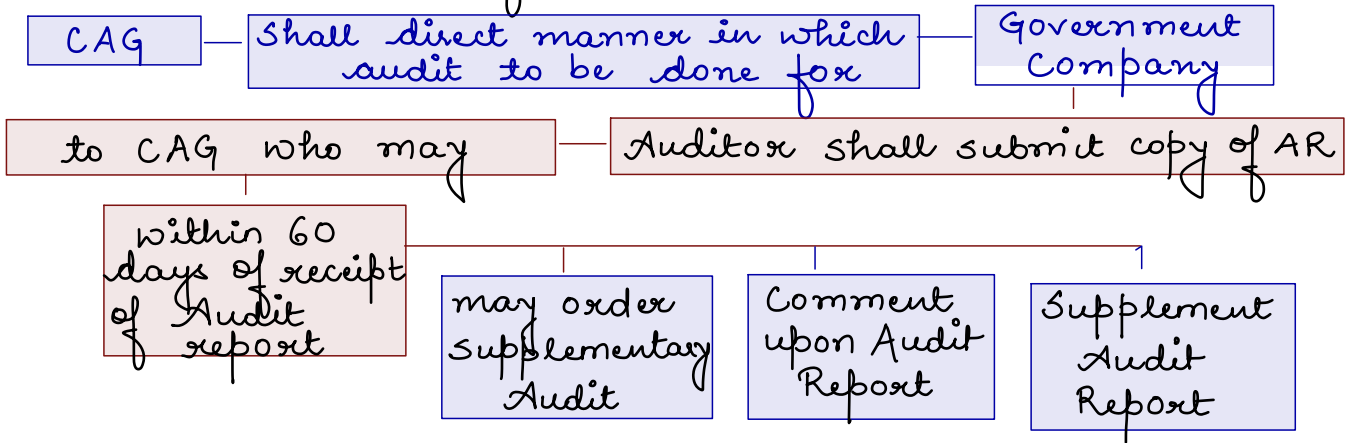 CAG
Shall direct manner in which
audit to be done for
Government
Company
Auditor shall submit copy of AR
to CAG who may
within 60
days of receipt
of Audit
report
may order
supplementary
Audit
Comment
upon Audit
Report
Supplement
Audit
Report